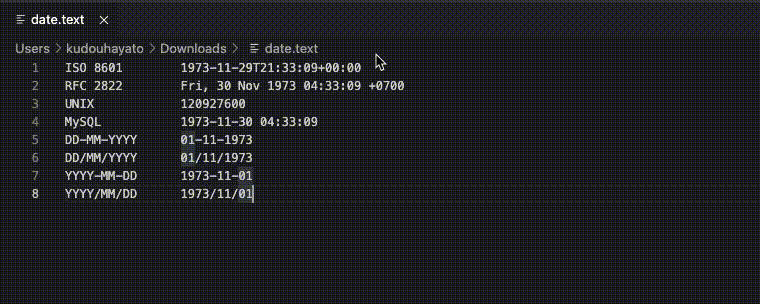 date.text
Users > kudouhayato > Downloads > date.text
1 ISO 8601 1973-11-29T21:33:09+00:00
2 RFC 2822 Fri, 30 Nov 1973 04:33:09 +0700
3 UNIX 120927600
4 MySQL 1973-11-30 04:33:09
5 DD-MM-YYYY 01-11-1973
6 DD/MM/YYYY 01/11/1973
7 YYYY-MM-DD 1973-11-01
8 YYYY/MM/DD 1973/11/01